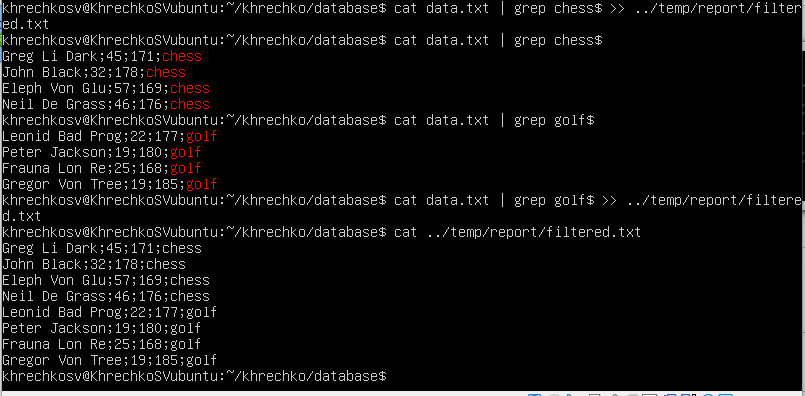 khrechkosv@KhrechkoSVubuntu:~/khrechko/database$ cat data.txt | grep chess$ >> ../temp/report/filter
ed.txt
khrechkosv@KhrechkoSVubuntu:~/khrechko/database$ cat data.txt | grep chess$
Greg Li Dark;45;171;chess
John Black;32;178;chess
Eleph Von Glu;57;169;chess
Neil De Grass;46;176;chess
khrechkosv@KhrechkoSVubuntu:~/khrechko/database$ cat data.txt | grep golf$
Leonid Bad Prog;22;177;golf
Peter Jackson;19;180;golf
Frauna Lon Re;25;168;golf
Gregor Von Tree;19;185;golf
khrechkosv@KhrechkoSVubuntu:~/khrechko/database$ cat data.txt | grep golf$ >> ../temp/report/filtere
d.txt
khrechkosv@KhrechkoSVubuntu:~/khrechko/database$ cat ../temp/report/filtered.txt
Greg Li Dark;45;171;chess
John Black;32;178;chess
Eleph Von Glu;57;169;chess
Neil De Grass;46;176;chess
Leonid Bad Prog;22;177;golf
Peter Jackson;19;180;golf
Frauna Lon Re;25;168;golf
Gregor Von Tree;19;185;golf
khrechkosv@KhrechkoSVubuntu:~/khrechko/database$